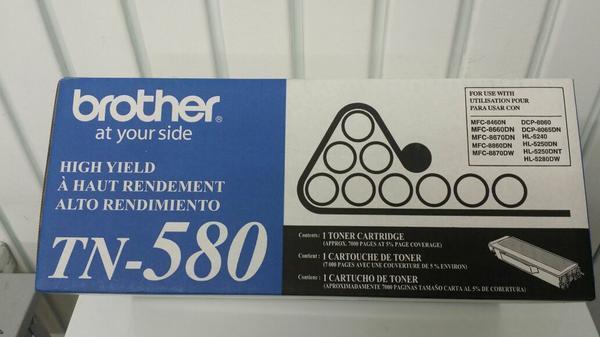 brother®
at your side
HIGH YIELD
À HAUT RENDEMENT
ALTO RENDIMIENTO
TN-580
FOR USE WITH
UTILISATION POUR
PARA USAR CON
MFC-8460N DCP-8060
MFC-8660DN DCP-8065DN
MFC-8670DN HL-5240
MFC-8860DN HL-5250DN
MFC-8870DW HL-5250DNT
HL-5280DW
Contents: 1 TONER CARTRIDGE
(APPROX. 7000 PAGES AT 5% PAGE COVERAGE)
Contient : 1 CARTOUCHE DE TONER
(7 000 PAGES AVEC UNE COUVERTURE DE 5 % ENVIRON)
Contiene : 1 CARTUCHO DE TONER
(APROXIMADAMENTE 7000 PAGINAS TAMAÑO CARTA AL 5% DE COBERTURA)